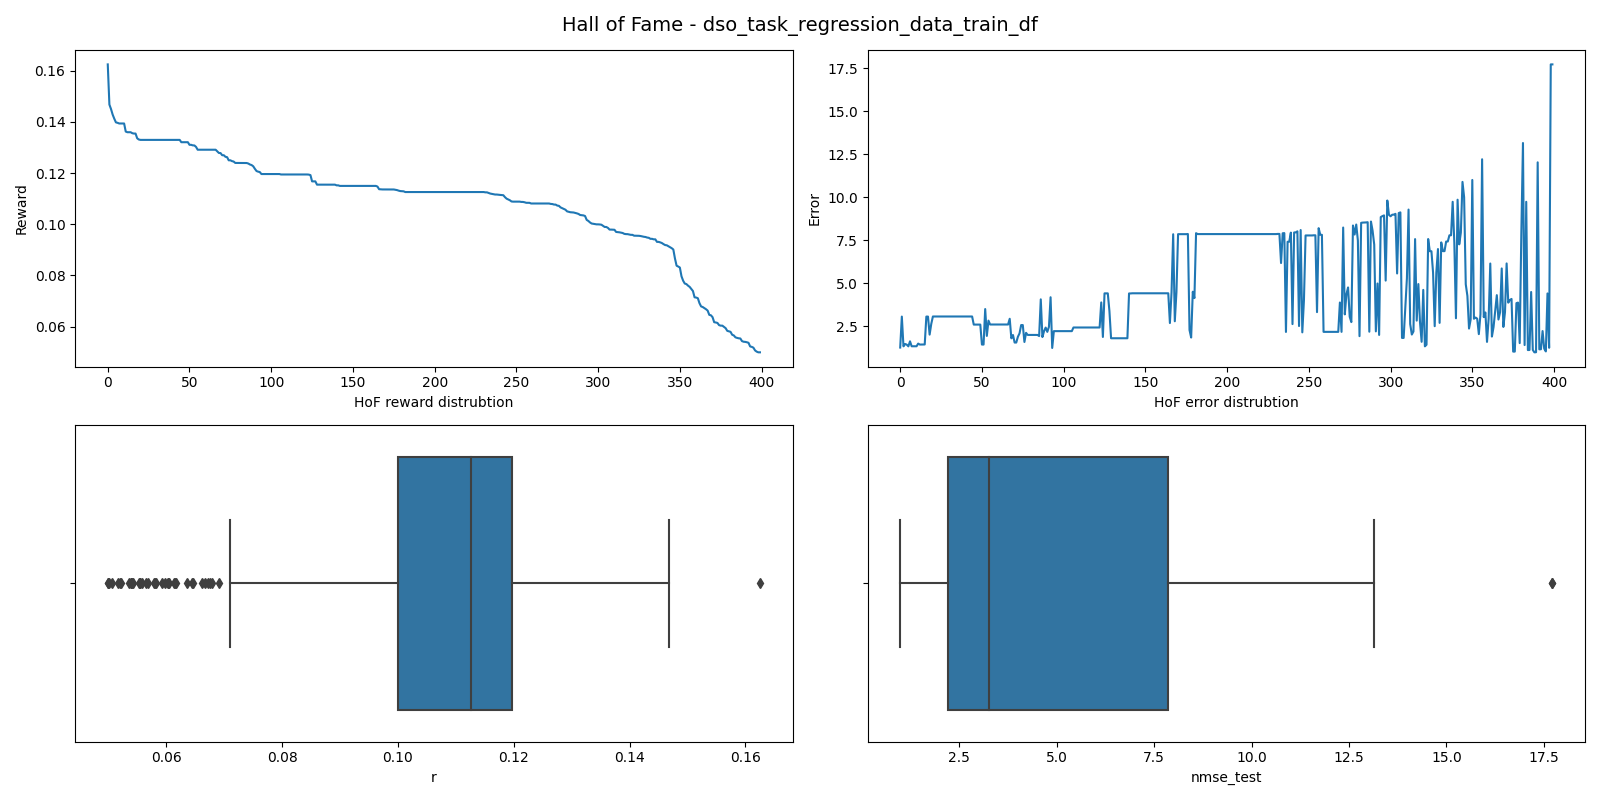 Hall of Fame - dso_task_regression_data_train_df
0.16
0.14
0.12
0.10
0.08
0.06
Reward
0 50 100 150 200 250 300 350 400
HoF reward distrubtion
17.5
15.0
12.5
10.0
7.5
5.0
2.5
Error
0 50 100 150 200 250 300 350 400
HoF error distrubtion
0.06 0.08 0.10 0.12 0.14 0.16
r
2.5 5.0 7.5 10.0 12.5 15.0 17.5
nmse_test